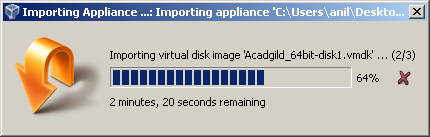 Importing Appliance ...: Importing appliance 'C:\Users\anil\Deskto...
Importing virtual disk image 'Acadgild_64bit-disk1.vmdk' ... (2/3)
64%
2 minutes, 20 seconds remaining